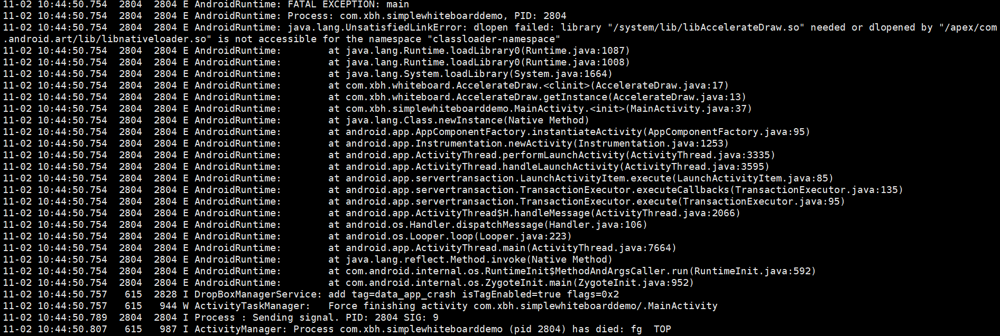 11-02 10:44:50.754  2804  2804 E AndroidRuntime: FATAL EXCEPTION: main
11-02 10:44:50.754  2804  2804 E AndroidRuntime: Process: com.xbh.simplewhiteboarddemo, PID: 2804
11-02 10:44:50.754  2804  2804 E AndroidRuntime: java.lang.UnsatisfiedLinkError: dlopen failed: library "/system/lib/libAccelerateDraw.so" needed or dlopened by "/apex/com
.android.art/lib/libnativeloader.so" is not accessible for the namespace "classloader-namespace"
11-02 10:44:50.754  2804  2804 E AndroidRuntime:        at java.lang.Runtime.loadLibrary0(Runtime.java:1087)
11-02 10:44:50.754  2804  2804 E AndroidRuntime:        at java.lang.Runtime.loadLibrary0(Runtime.java:1008)
11-02 10:44:50.754  2804  2804 E AndroidRuntime:        at java.lang.System.loadLibrary(System.java:1664)
11-02 10:44:50.754  2804  2804 E AndroidRuntime:        at com.xbh.whiteboard.AccelerateDraw.<clinit>(AccelerateDraw.java:17)
11-02 10:44:50.754  2804  2804 E AndroidRuntime:        at com.xbh.whiteboard.AccelerateDraw.getInstance(AccelerateDraw.java:13)
11-02 10:44:50.754  2804  2804 E AndroidRuntime:        at com.xbh.simplewhiteboarddemo.MainActivity.<init>(MainActivity.java:37)
11-02 10:44:50.754  2804  2804 E AndroidRuntime:        at java.lang.Class.newInstance(Native Method)
11-02 10:44:50.754  2804  2804 E AndroidRuntime:        at android.app.AppComponentFactory.instantiateActivity(AppComponentFactory.java:95)
11-02 10:44:50.754  2804  2804 E AndroidRuntime:        at android.app.Instrumentation.newActivity(Instrumentation.java:1253)
11-02 10:44:50.754  2804  2804 E AndroidRuntime:        at android.app.ActivityThread.performLaunchActivity(ActivityThread.java:3335)
11-02 10:44:50.754  2804  2804 E AndroidRuntime:        at android.app.ActivityThread.handleLaunchActivity(ActivityThread.java:3595)
11-02 10:44:50.754  2804  2804 E AndroidRuntime:        at android.app.servertransaction.LaunchActivityItem.execute(LaunchActivityItem.java:85)
11-02 10:44:50.754  2804  2804 E AndroidRuntime:        at android.app.servertransaction.TransactionExecutor.executeCallbacks(TransactionExecutor.java:135)
11-02 10:44:50.754  2804  2804 E AndroidRuntime:        at android.app.servertransaction.TransactionExecutor.execute(TransactionExecutor.java:95)
11-02 10:44:50.754  2804  2804 E AndroidRuntime:        at android.app.ActivityThread$H.handleMessage(ActivityThread.java:2066)
11-02 10:44:50.754  2804  2804 E AndroidRuntime:        at android.os.Handler.dispatchMessage(Handler.java:106)
11-02 10:44:50.754  2804  2804 E AndroidRuntime:        at android.os.Looper.loop(Looper.java:223)
11-02 10:44:50.754  2804  2804 E AndroidRuntime:        at android.app.ActivityThread.main(ActivityThread.java:7664)
11-02 10:44:50.754  2804  2804 E AndroidRuntime:        at java.lang.reflect.Method.invoke(Native Method)
11-02 10:44:50.754  2804  2804 E AndroidRuntime:        at com.android.internal.os.RuntimeInit$MethodAndArgsCaller.run(RuntimeInit.java:592)
11-02 10:44:50.754  2804  2804 E AndroidRuntime:        at com.android.internal.os.ZygoteInit.main(ZygoteInit.java:952)
11-02 10:44:50.757   615  2828 I DropBoxManagerService: add tag=data_app_crash isTagEnabled=true flags=0x2
11-02 10:44:50.757   615   944 W ActivityTaskManager:   Force finishing activity com.xbh.simplewhiteboarddemo/.MainActivity
11-02 10:44:50.789  2804  2804 I Process : Sending signal. PID: 2804 SIG: 9
11-02 10:44:50.807   615   987 I ActivityManager: Process com.xbh.simplewhiteboarddemo (pid 2804) has died: fg  TOP